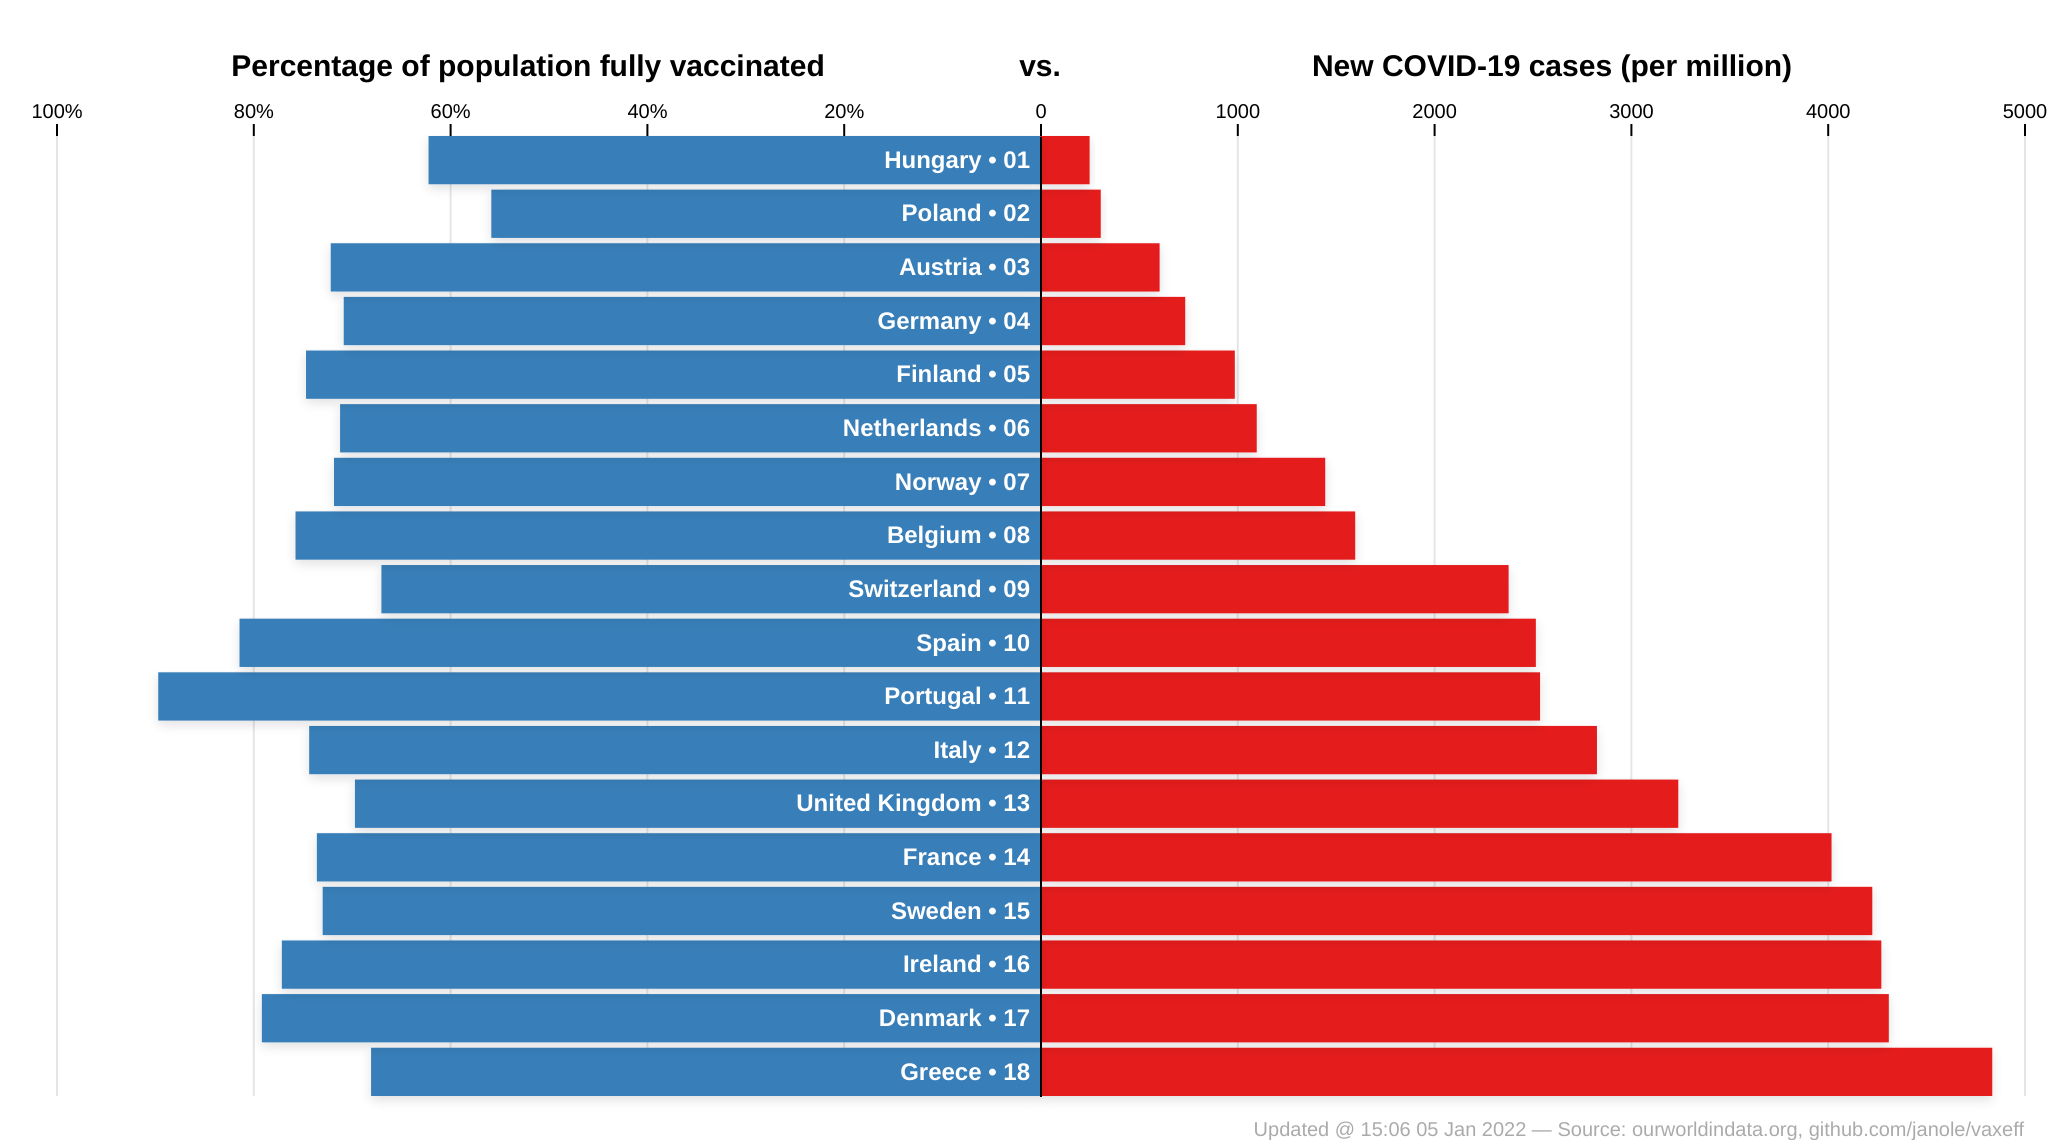 Percentage of population fully vaccinated vs. New COVID-19 cases (per million)
100% 80% 60% 40% 20% 0 1000 2000 3000 4000 5000
Hungary • 01
Poland • 02
Austria • 03
Germany • 04
Finland • 05
Netherlands • 06
Norway • 07
Belgium • 08
Switzerland • 09
Spain • 10
Portugal • 11
Italy • 12
United Kingdom • 13
France • 14
Sweden • 15
Ireland • 16
Denmark • 17
Greece • 18
Updated @ 15:06 05 Jan 2022 — Source: ourworldindata.org, github.com/janole/vaxeff